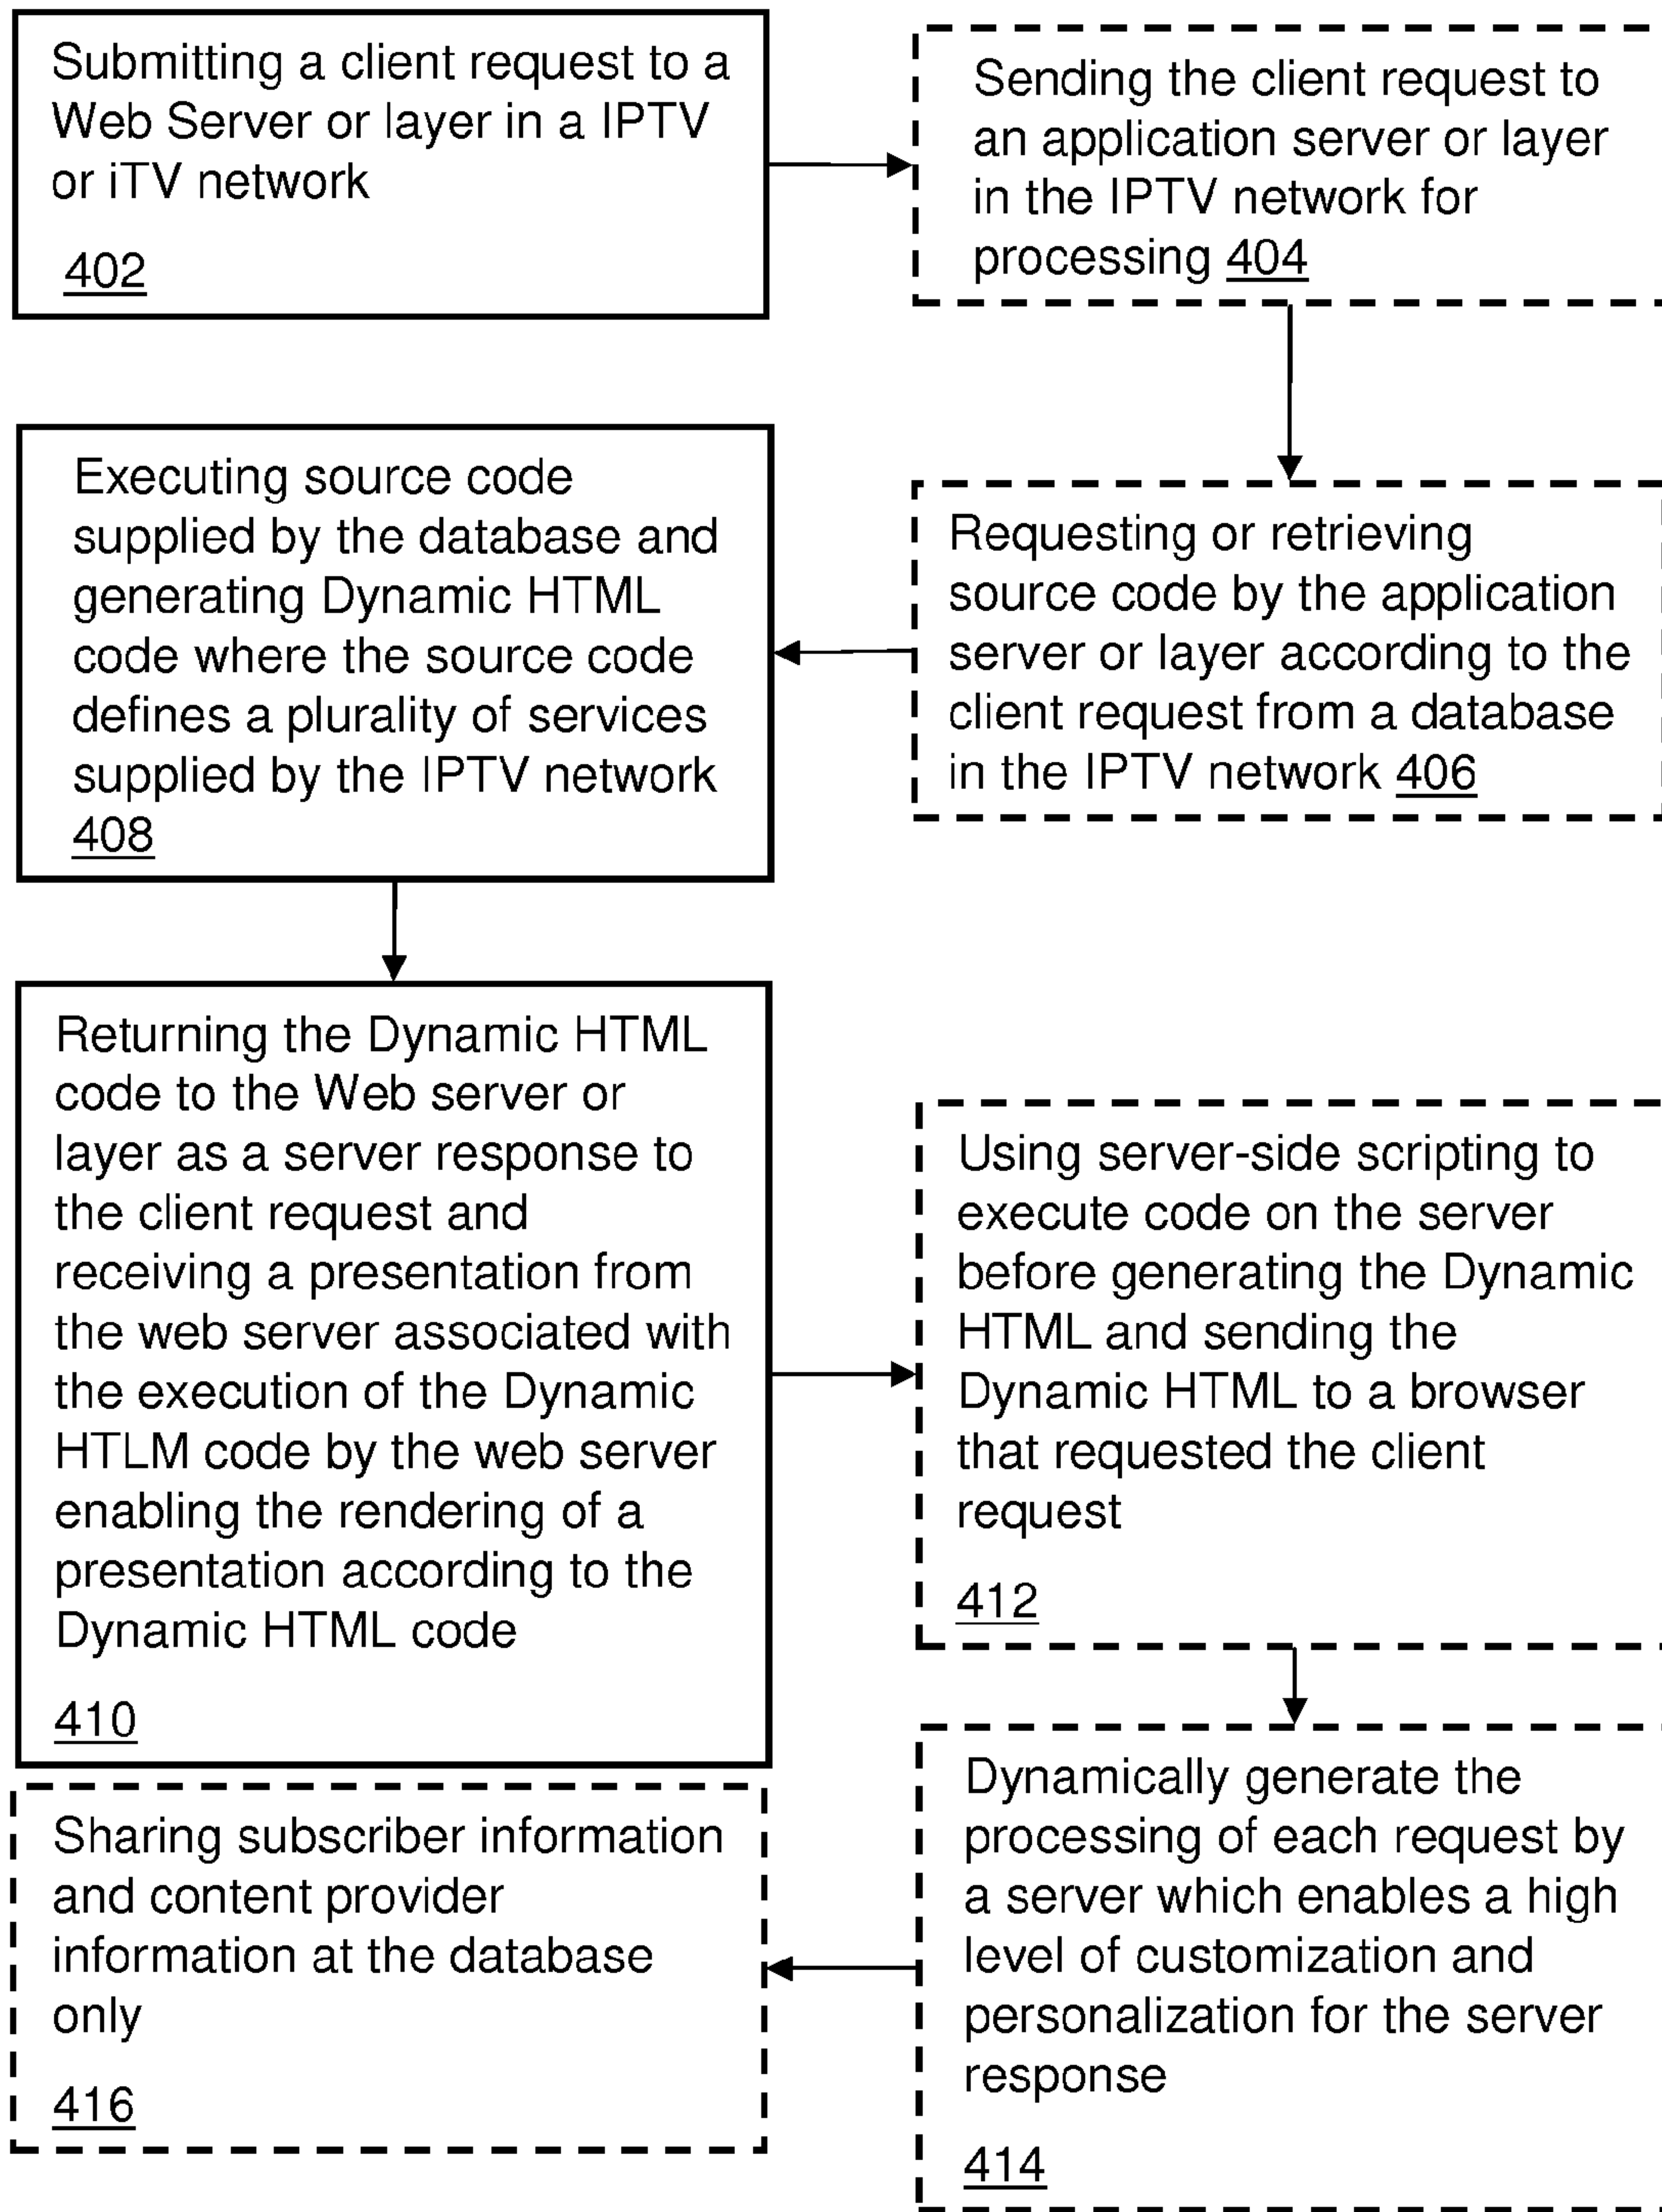 Submitting a client request to a
Web Server or layer in a IPTV
or iTV network
402
Sending the client request to
an application server or layer
in the IPTV network for
processing 404
Requesting or retrieving
source code by the application
server or layer according to the
client request from a database
in the IPTV network 406
Executing source code
supplied by the database and
generating Dynamic HTML
code where the source code
defines a plurality of services
supplied by the IPTV network
408
Returning the Dynamic HTML
code to the Web server or
layer as a server response to
the client request and
receiving a presentation from
the web server associated with
the execution of the Dynamic
HTLM code by the web server
enabling the rendering of a
presentation according to the
Dynamic HTML code
410
Using server-side scripting to
execute code on the server
before generating the Dynamic
HTML and sending the
Dynamic HTML to a browser
that requested the client
request
412
Dynamically generate the
processing of each request by
a server which enables a high
level of customization and
personalization for the server
response
414
Sharing subscriber information
and content provider
information at the database
only
416